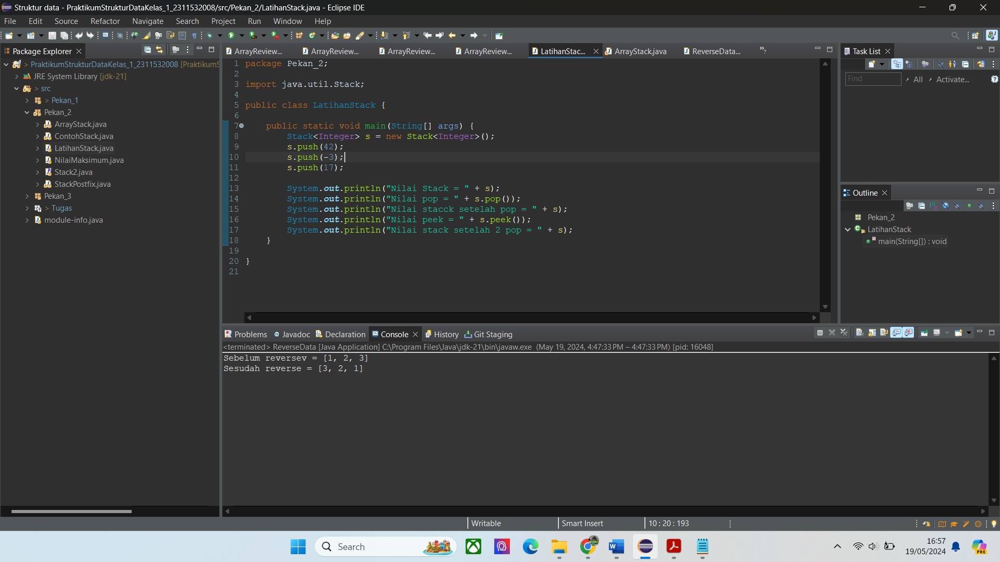 Struktur data - PraktikumStrukturDataKelas_1_2311532008/src/Pekan_2/LatihanStack.java - Eclipse IDE
File Edit Source Refactor Navigate Search Project Run Window Help
Package Explorer
> PraktikumStrukturDataKelas_1_2311532008 [PraktikumS
JRE System Library [jdk-21]
> src
> Pekan_1
Pekan_2
ArrayStack.java
ContohStack.java
LatihanStack.java
NilaiMaksimum.java
Stack2.java
StackPostfix.java
Pekan_3
> Tugas
module-info.java
ArrayReview... ArrayReview... ArrayReview... ArrayReview... LatihanStac... ArrayStack.java ReverseData... »7
1 package Pekan_2;
2
3 import java.util.Stack;
4
5 public class LatihanStack {
6
7 public static void main(String[] args) {
8 Stack<Integer> s = new Stack<Integer>();
9 s.push(42);
10 s.push(-3);
11 s.push(17);
12
13 System.out.println("Nilai Stack = " + s);
14 System.out.println("Nilai pop = " + s.pop());
15 System.out.println("Nilai stacck setelah pop = " + s);
16 System.out.println("Nilai peek = " + s.peek());
17 System.out.println("Nilai stack setelah 2 pop = " + s);
18 }
19
20 }
21
Task List
Find All Activate...
Outline
Pekan_2
LatihanStack
main(String[]) : void
Problems Javadoc Declaration Console History Git Staging
<terminated> ReverseData [Java Application] C:\Program Files\Java\jdk-21\bin\javaw.exe (May 19, 2024, 4:47:33 PM – 4:47:33 PM) [pid: 16048]
Sebelum reversev = [1, 2, 3]
Sesudah reverse = [3, 2, 1]
Writable Smart Insert 10 : 20 : 193
Search
16:57
19/05/2024
PRE